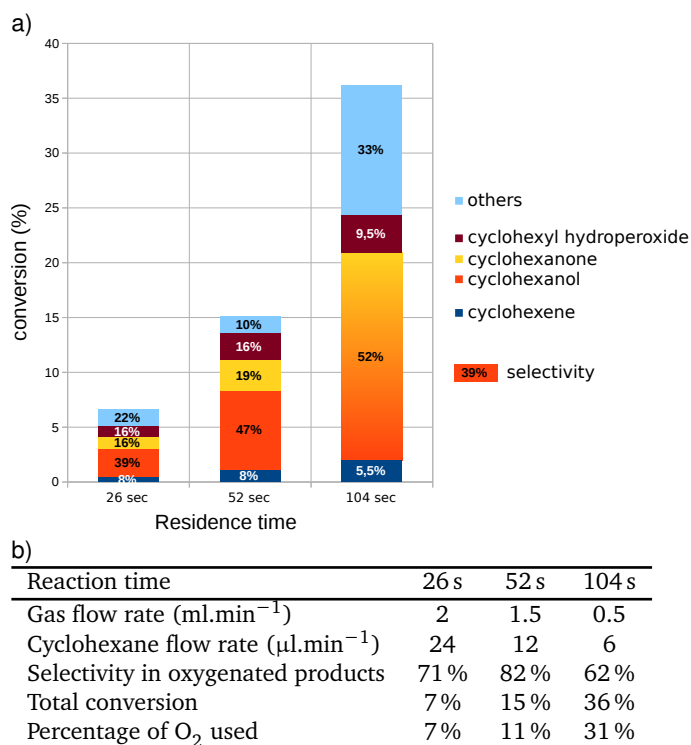 a)
40
35
30
25
20
15
10
5
0
conversion (%)
22%
16%
16%
39%
8%
10%
16%
19%
47%
8%
33%
9,5%
52%
5,5%
26 sec 52 sec 104 sec
Residence time
others
cyclohexyl hydroperoxide
cyclohexanone
cyclohexanol
cyclohexene
39% selectivity
b)
Reaction time 26 s 52 s 104 s
Gas flow rate (ml.min⁻¹) 2 1.5 0.5
Cyclohexane flow rate (µl.min⁻¹) 24 12 6
Selectivity in oxygenated products 71 % 82 % 62 %
Total conversion 7 % 15 % 36 %
Percentage of O₂ used 7 % 11 % 31 %